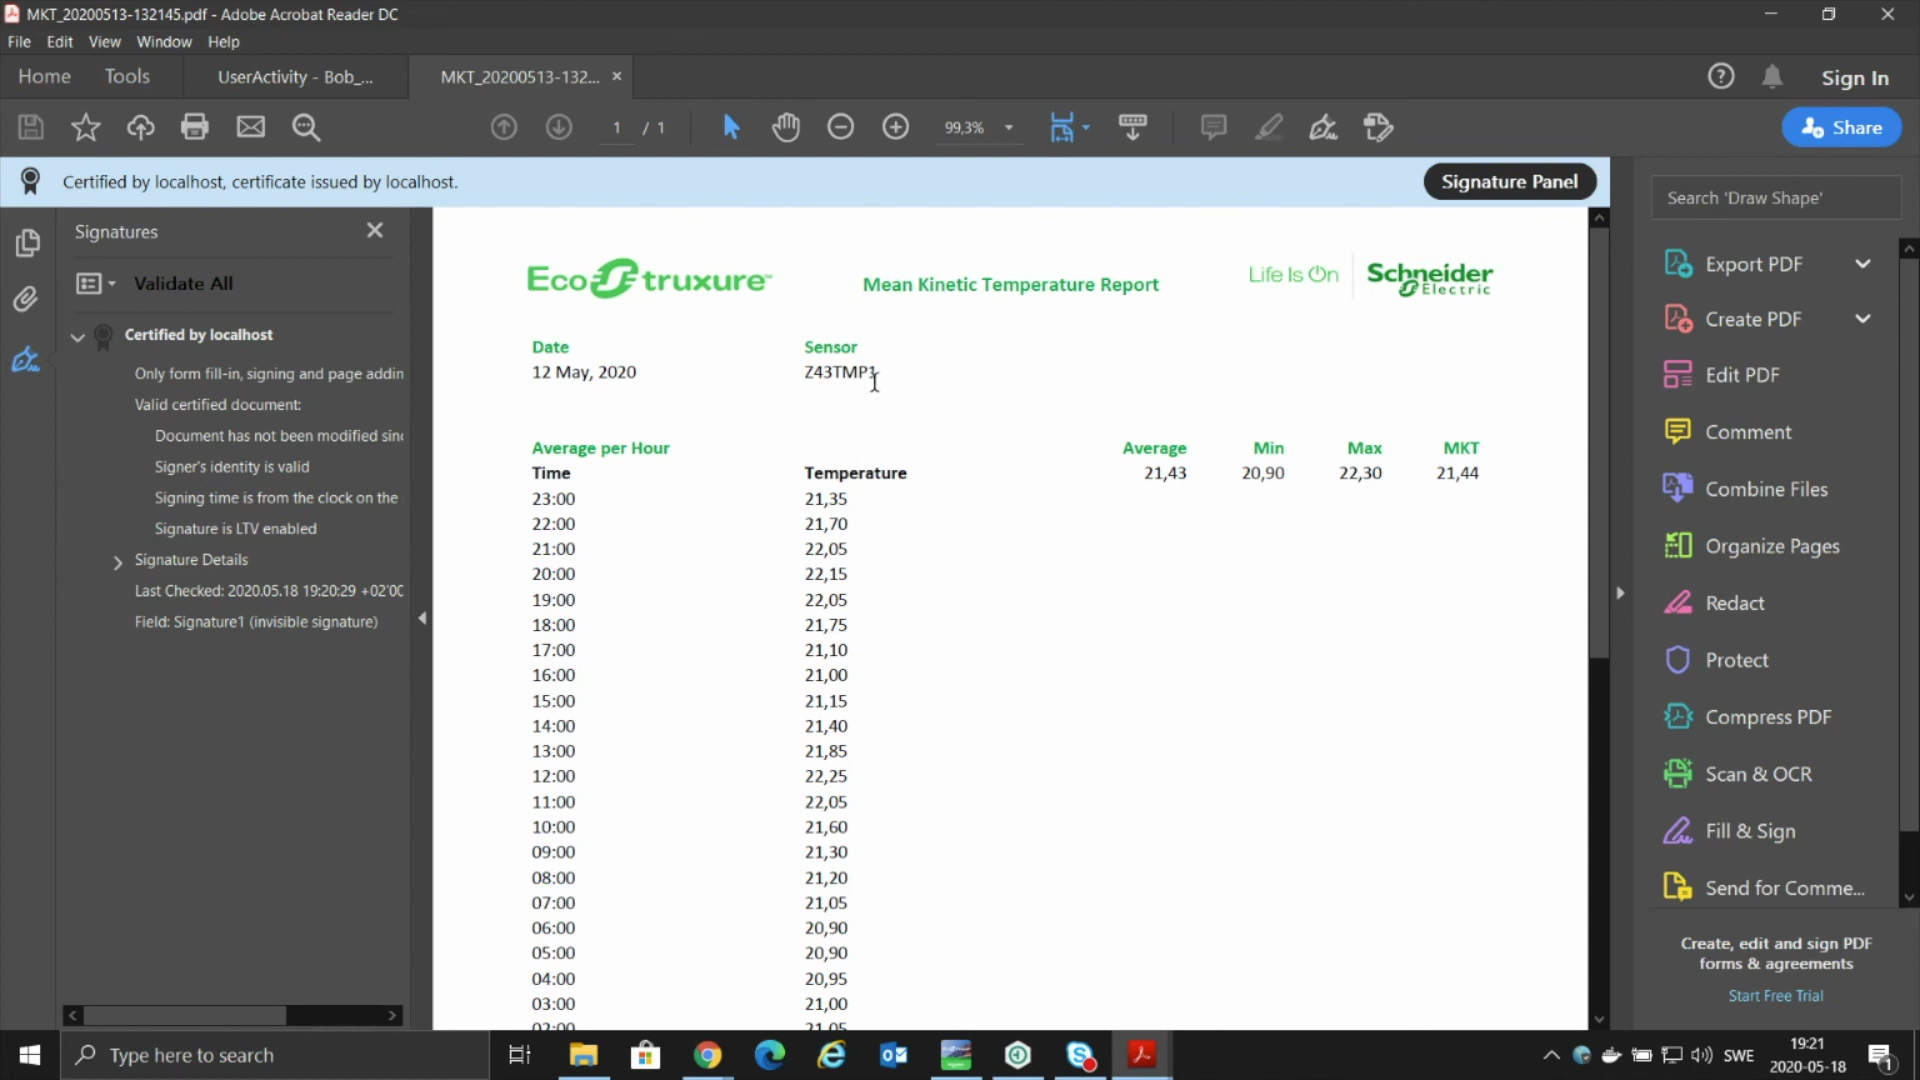 MKT_20200513-132145.pdf - Adobe Acrobat Reader DC
File Edit View Window Help
Home Tools UserActivity - Bob_... MKT_20200513-132... Sign In
1 / 1 99,3% Share
Certified by localhost, certificate issued by localhost. Signature Panel
Signatures
Validate All
Certified by localhost
Only form fill-in, signing and page addin
Valid certified document:
Document has not been modified sinc
Signer's identity is valid
Signing time is from the clock on the
Signature is LTV enabled
Signature Details
Last Checked: 2020.05.18 19:20:29 +02'00
Field: Signature1 (invisible signature)
EcoStruxure™ Mean Kinetic Temperature Report Life Is On Schneider Electric
Date Sensor
12 May, 2020 Z43TMP1
Average per Hour Average Min Max MKT
Time Temperature 21,43 20,90 22,30 21,44
23:00 21,35
22:00 21,70
21:00 22,05
20:00 22,15
19:00 22,05
18:00 21,75
17:00 21,10
16:00 21,00
15:00 21,15
14:00 21,40
13:00 21,85
12:00 22,25
11:00 22,05
10:00 21,60
09:00 21,30
08:00 21,20
07:00 21,05
06:00 20,90
05:00 20,90
04:00 20,95
03:00 21,00
02:00 21,05
Search 'Draw Shape'
Export PDF
Create PDF
Edit PDF
Comment
Combine Files
Organize Pages
Redact
Protect
Compress PDF
Scan & OCR
Fill & Sign
Send for Comme...
Create, edit and sign PDF
forms & agreements
Start Free Trial
Type here to search
SWE
19:21
2020-05-18
1